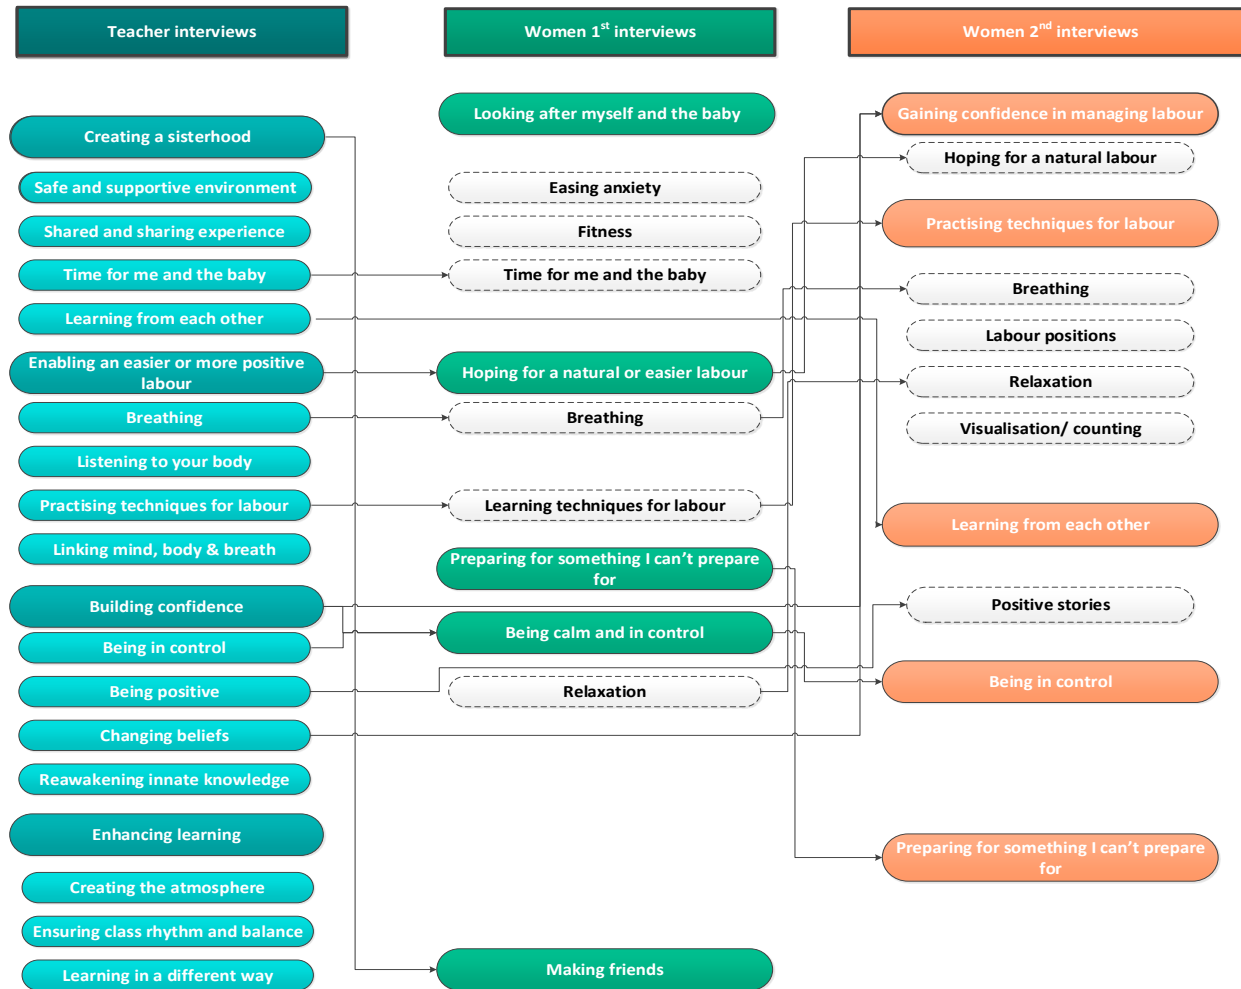 Teacher interviews
Creating a sisterhood
Safe and supportive environment
Shared and sharing experience
Time for me and the baby
Learning from each other
Enabling an easier or more positive
labour
Breathing
Listening to your body
Practising techniques for labour
Linking mind, body & breath
Building confidence
Being in control
Being positive
Changing beliefs
Reawakening innate knowledge
Enhancing learning
Creating the atmosphere
Ensuring class rhythm and balance
Learning in a different way
Women 1st interviews
Looking after myself and the baby
Easing anxiety
Fitness
Time for me and the baby
Hoping for a natural or easier labour
Breathing
Learning techniques for labour
Preparing for something I can't prepare
for
Being calm and in control
Relaxation
Making friends
Women 2nd interviews
Gaining confidence in managing labour
Hoping for a natural labour
Practising techniques for labour
Breathing
Labour positions
Relaxation
Visualisation/ counting
Learning from each other
Positive stories
Being in control
Preparing for something I can't prepare
for